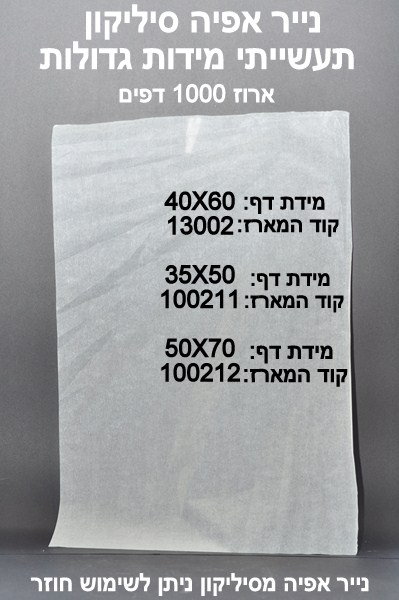 נייר אפיה סיליקון
תעשייתי מידות גדולות
ארוז 1000 דפים
מידת דף: 40X60
קוד המארז: 13002
מידת דף: 35X50
קוד המארז: 100211
מידת דף: 50X70
קוד המארז: 100212
נייר אפיה מסיליקון ניתן לשימוש חוזר